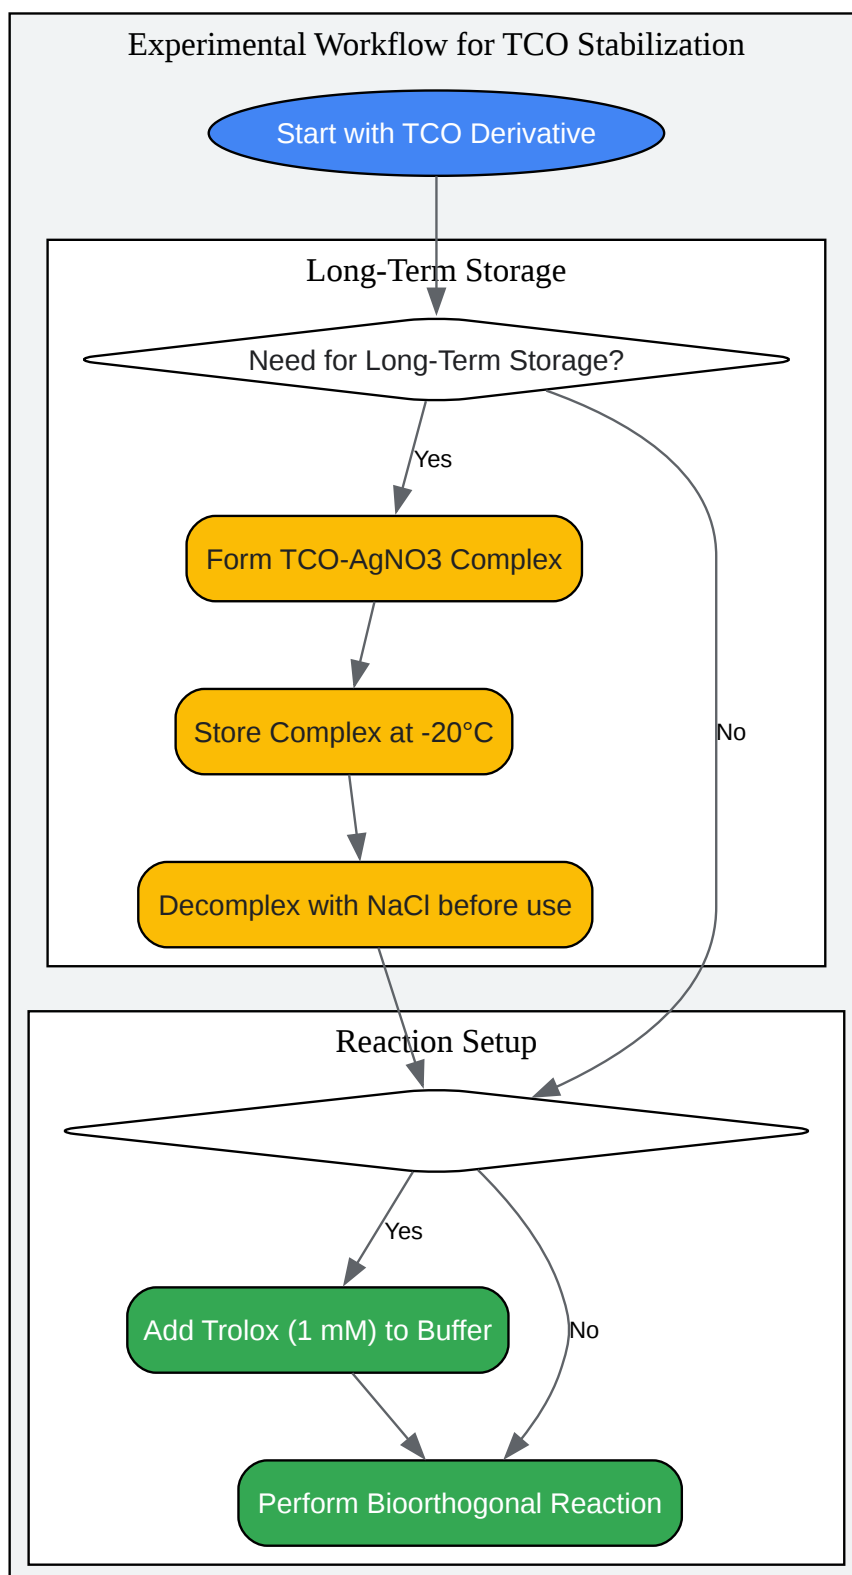 Experimental Workflow for TCO Stabilization
Start with TCO Derivative
Long-Term Storage
Need for Long-Term Storage?
Yes
Form TCO-AgNO3 Complex
Store Complex at -20°C
No
Decomplex with NaCl before use
Reaction Setup
Yes
Add Trolox (1 mM) to Buffer
No
Perform Bioorthogonal Reaction